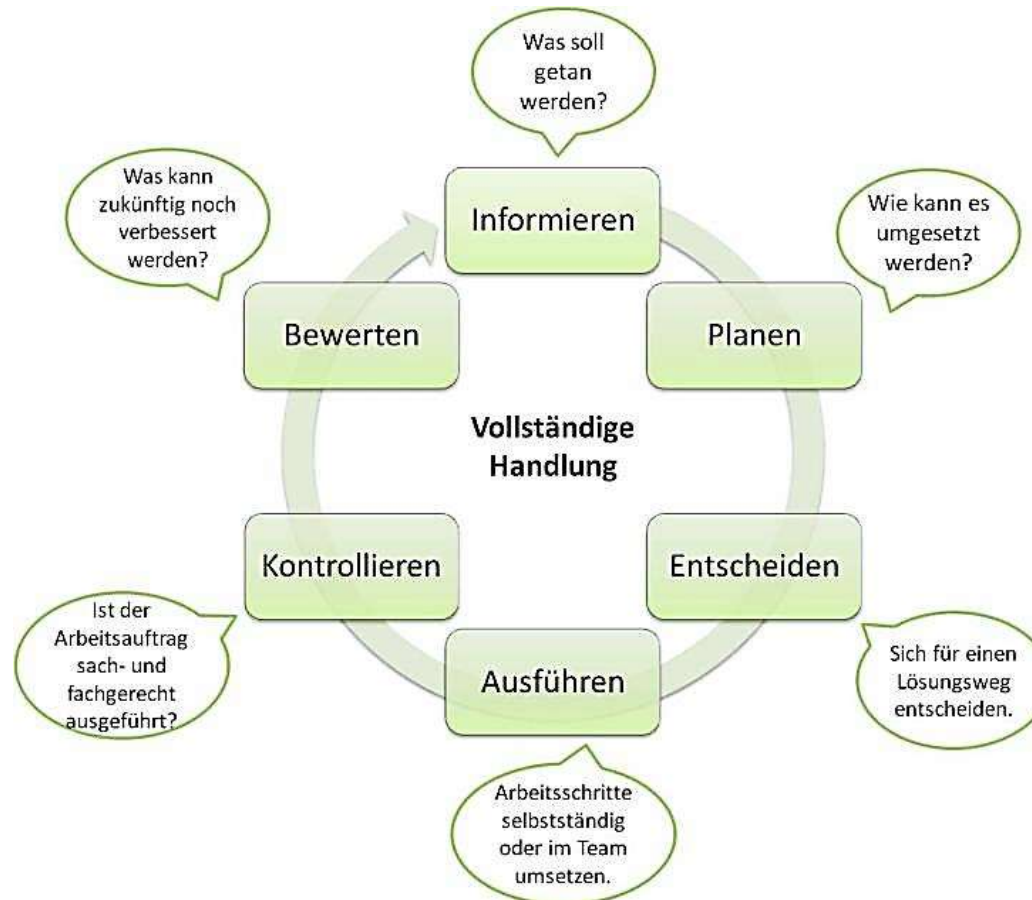 Was soll
getan
werden?
Informieren
Wie kann es
umgesetzt
werden?
Planen
Entscheiden
Sich für einen
Lösungsweg
entscheiden.
Ausführen
Arbeitsschritte
selbstständig
oder im Team
umsetzen.
Kontrollieren
Ist der
Arbeitsauftrag
sach- und
fachgerecht
ausgeführt?
Bewerten
Was kann
zukünftig noch
verbessert
werden?
Vollständige
Handlung